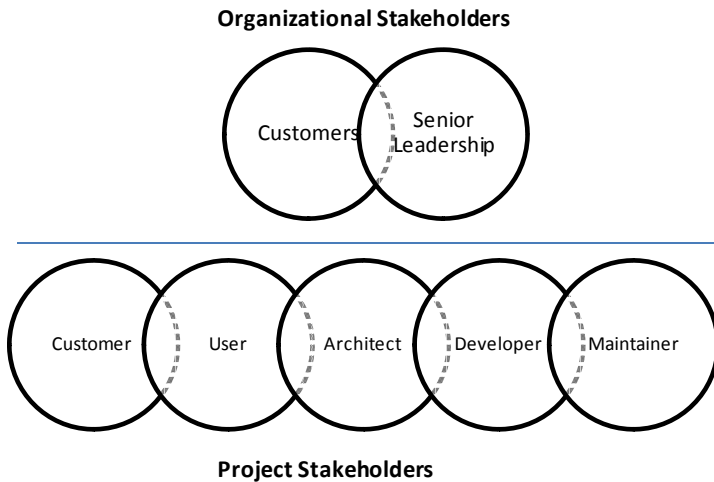 Organizational Stakeholders
Customers
Senior
Leadership
Customer
User
Architect
Developer
Maintainer
Project Stakeholders